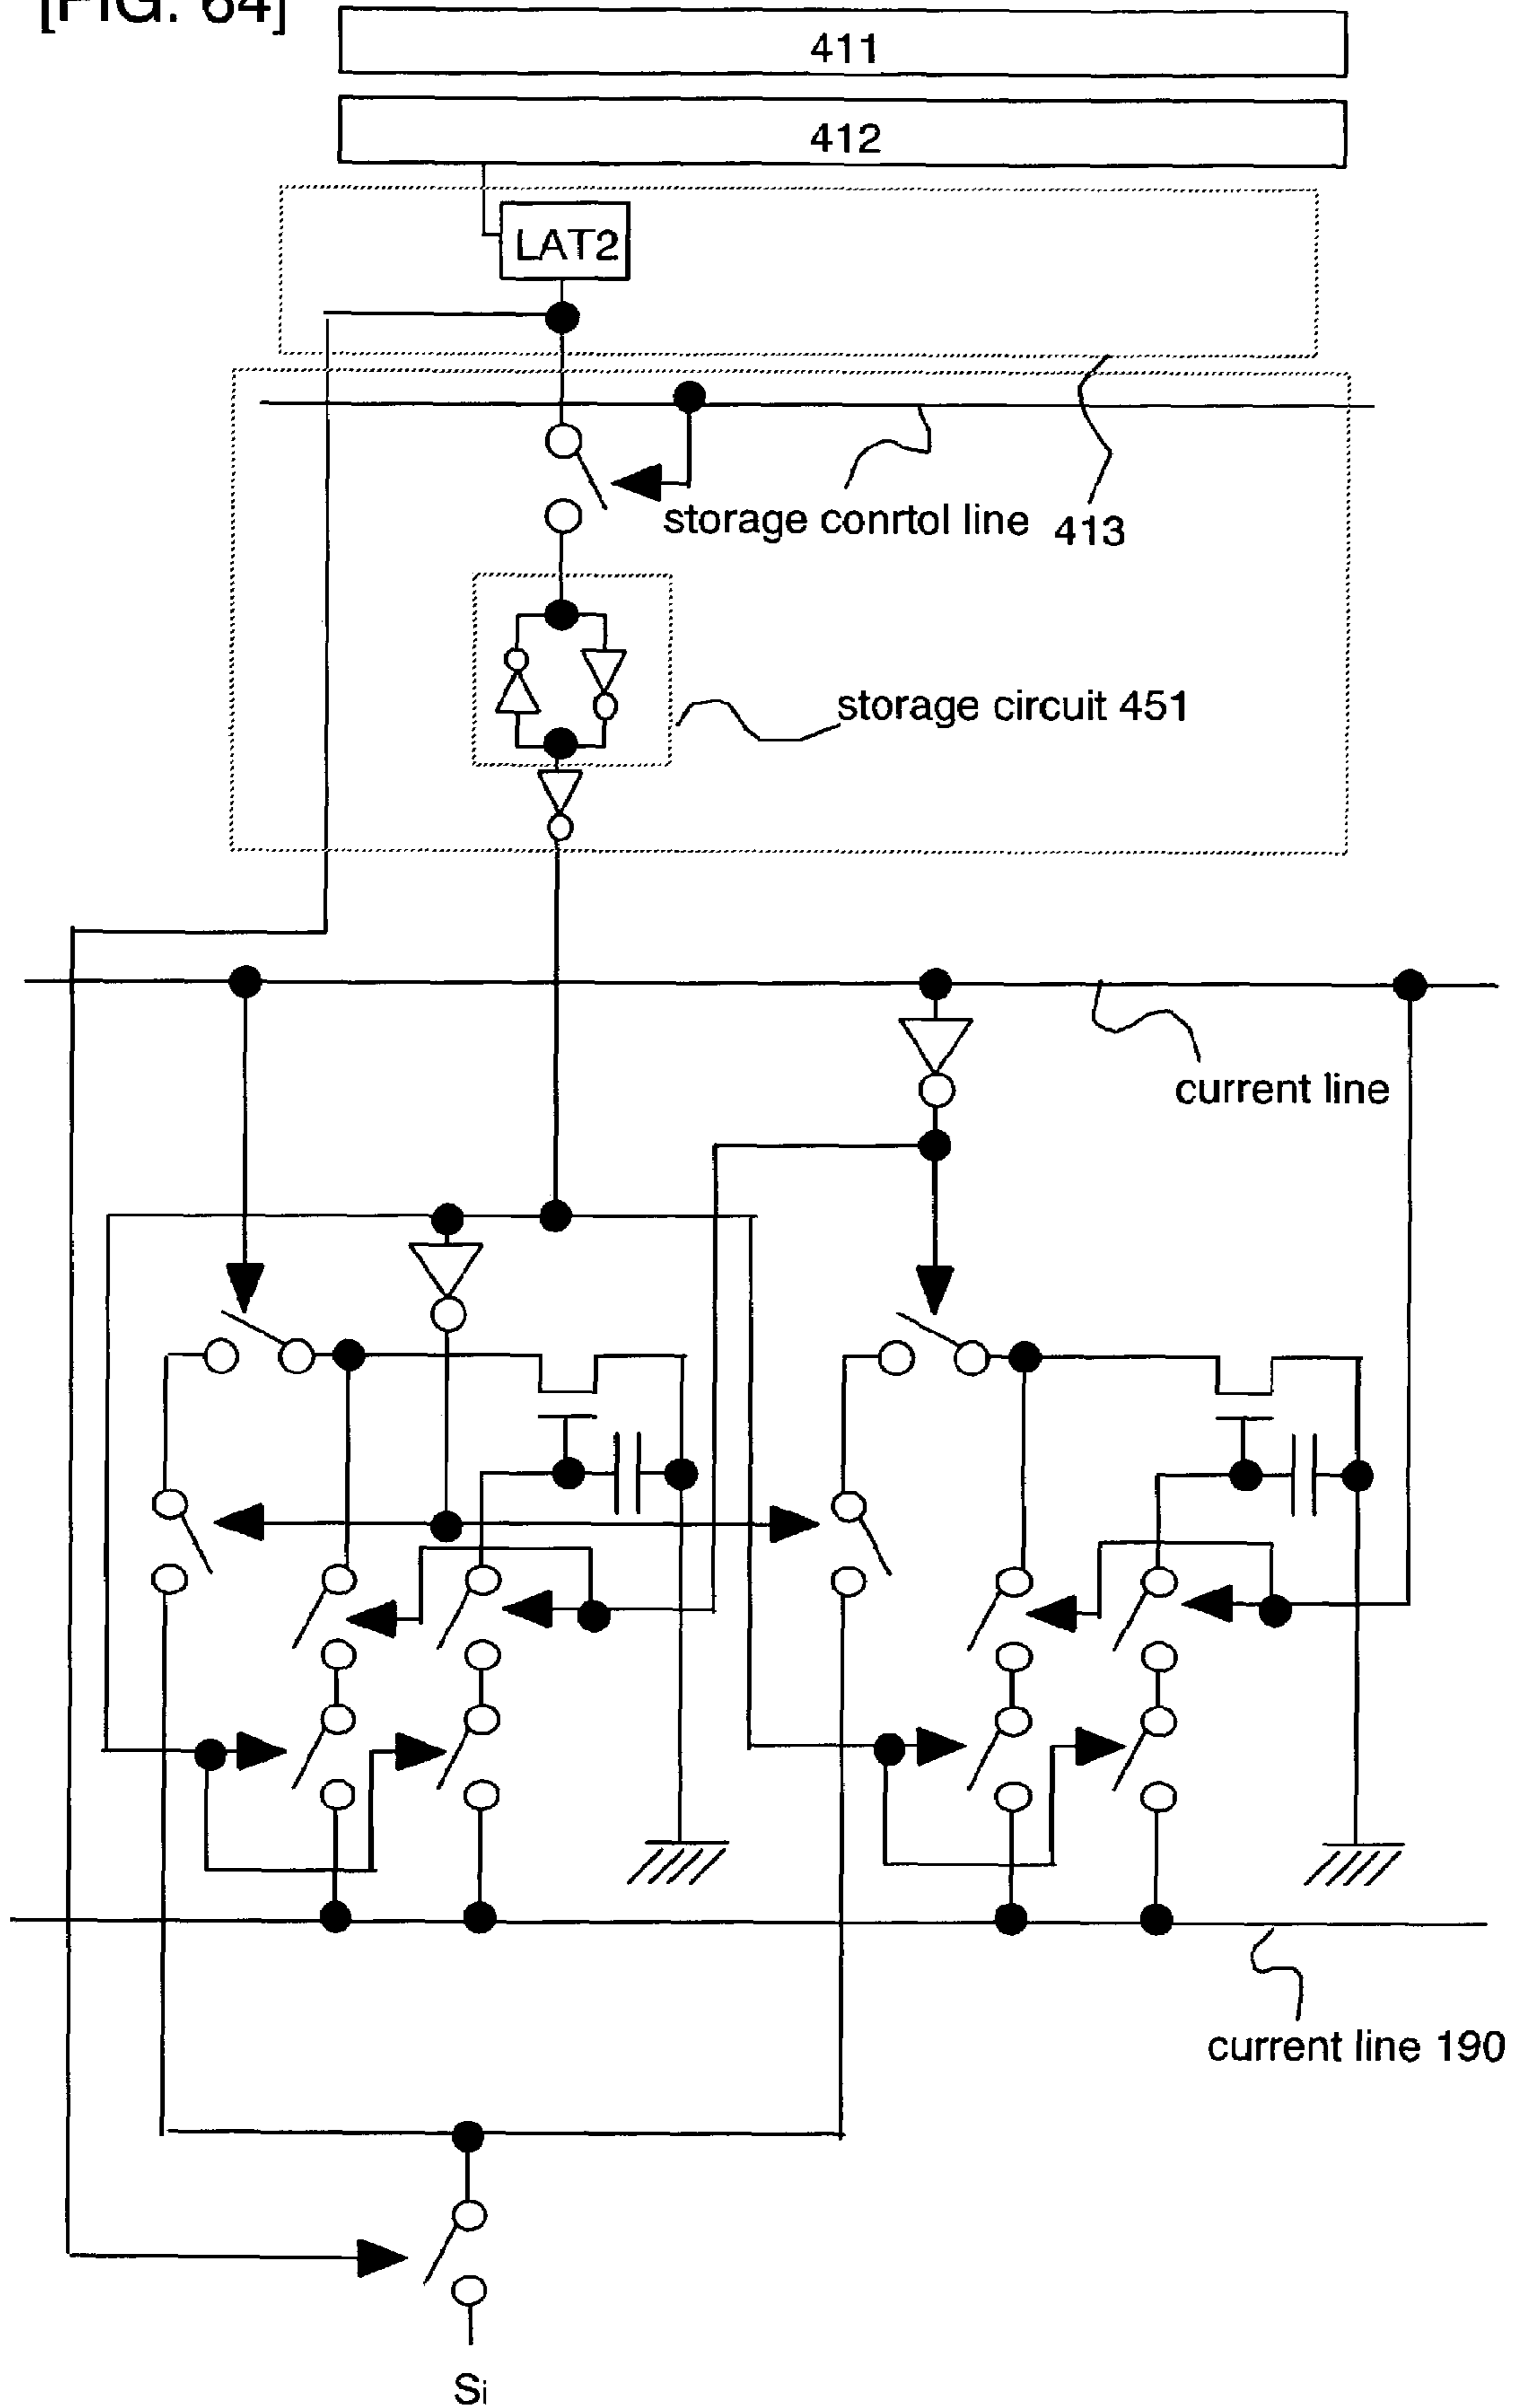 [FIG. 64]
411
412
LAT2
storage conrtol line 413
storage circuit 451
current line
current line 190
Si